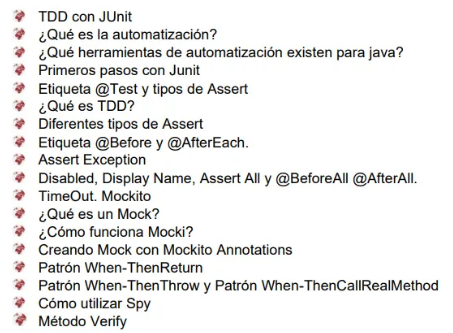 TDD con JUnit
¿Qué es la automatización?
¿Qué herramientas de automatización existen para java?
Primeros pasos con Junit
Etiqueta @Test y tipos de Assert
¿Qué es TDD?
Diferentes tipos de Assert
Etiqueta @Before y @AfterEach.
Assert Exception
Disabled, Display Name, Assert All y @BeforeAll @AfterAll.
TimeOut. Mockito
¿Qué es un Mock?
¿Cómo funciona Mocki?
Creando Mock con Mockito Annotations
Patrón When-ThenReturn
Patrón When-ThenThrow y Patrón When-ThenCallRealMethod
Cómo utilizar Spy
Método Verify